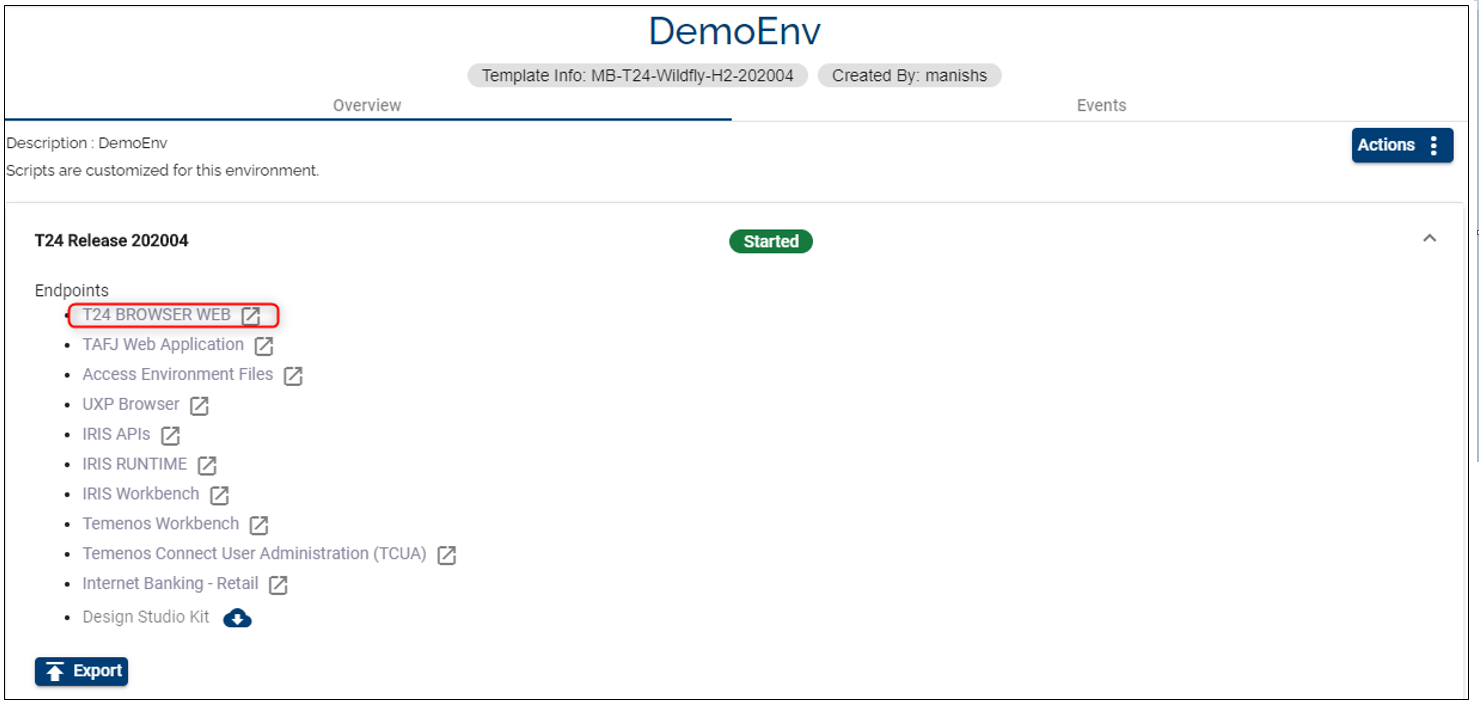 DemoEnv
Template Info: MB-T24-Wildfly-H2-202004 Created By: manishs
Overview Events
Description : DemoEnv
Actions
Scripts are customized for this environment.
T24 Release 202004 Started
Endpoints
T24 BROWSER WEB
TAFJ Web Application
Access Environment Files
UXP Browser
IRIS APIs
IRIS RUNTIME
IRIS Workbench
Temenos Workbench
Temenos Connect User Administration (TCUA)
Internet Banking - Retail
Design Studio Kit
Export